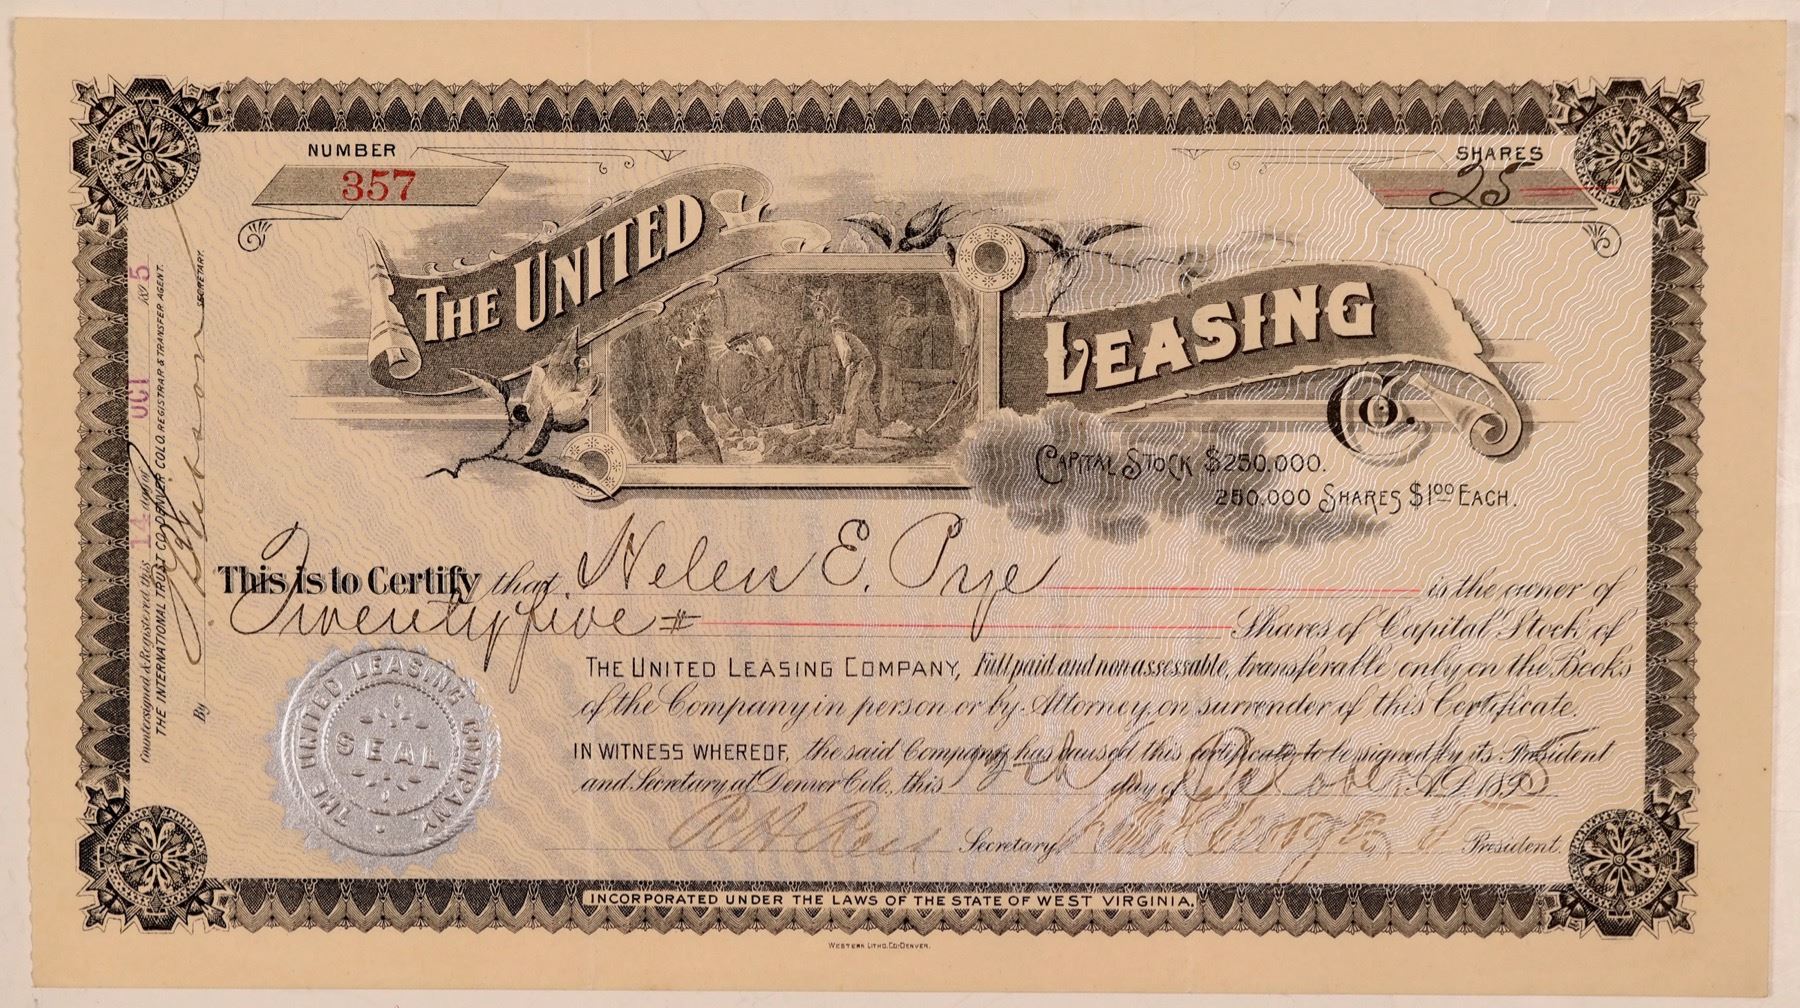 NUMBER
357
SHARES
25
THE UNITED
LEASING
Co.
CAPITAL STOCK $250,000.
250,000 SHARES $1.00 EACH.
This is to Certify that Helen E. Pye is the owner of
Twenty five Shares of Capital Stock of
THE UNITED LEASING COMPANY, Full paid and nonassessable, transferable only on the Books
of the Company in person or by Attorney on surrender of this Certificate.
IN WITNESS WHEREOF, the said Company has caused this certificate to be signed by its President
and Secretary at Denver Colo, this day of October A.D. 1895
Secretary President.
THE UNITED LEASING COMPANY
SEAL
INCORPORATED UNDER THE LAWS OF THE STATE OF WEST VIRGINIA.
WESTERN LITHO. CO. DENVER.
Countersigned & Registered this 14 day of OCT 1895
THE INTERNATIONAL TRUST CO. DENVER COLO. REGISTRAR & TRANSFER AGENT.
By SECRETARY.